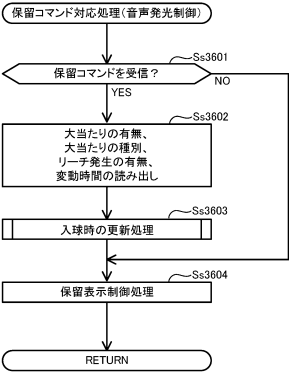 保留コマンド対応処理(音声発光制御)
Ss3601
保留コマンドを受信?
NO
YES
Ss3602
大当たりの有無、
大当たりの種別、
リーチ発生の有無、
変動時間の読み出し
Ss3603
入球時の更新処理
Ss3604
保留表示制御処理
RETURN